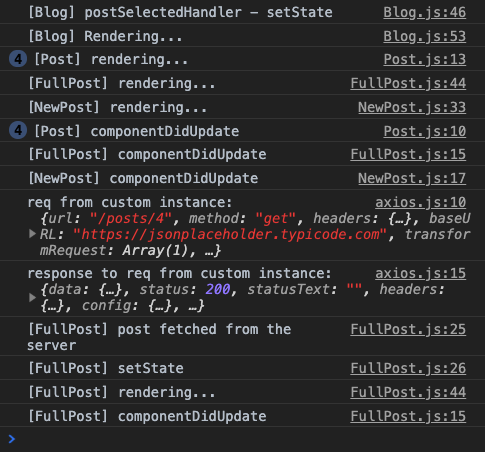 [Blog] postSelectedHandler - setState Blog.js:46
[Blog] Rendering... Blog.js:53
4 [Post] rendering... Post.js:13
[FullPost] rendering... FullPost.js:44
[NewPost] rendering... NewPost.js:33
4 [Post] componentDidUpdate Post.js:10
[FullPost] componentDidUpdate FullPost.js:15
[NewPost] componentDidUpdate NewPost.js:17
req from custom instance: axios.js:10
{url: "/posts/4", method: "get", headers: {…}, baseU
RL: "https://jsonplaceholder.typicode.com", transfor
mRequest: Array(1), …}
response to req from custom instance: axios.js:15
{data: {…}, status: 200, statusText: "", headers:
{…}, config: {…}, …}
[FullPost] post fetched from the FullPost.js:25
server
[FullPost] setState FullPost.js:26
[FullPost] rendering... FullPost.js:44
[FullPost] componentDidUpdate FullPost.js:15